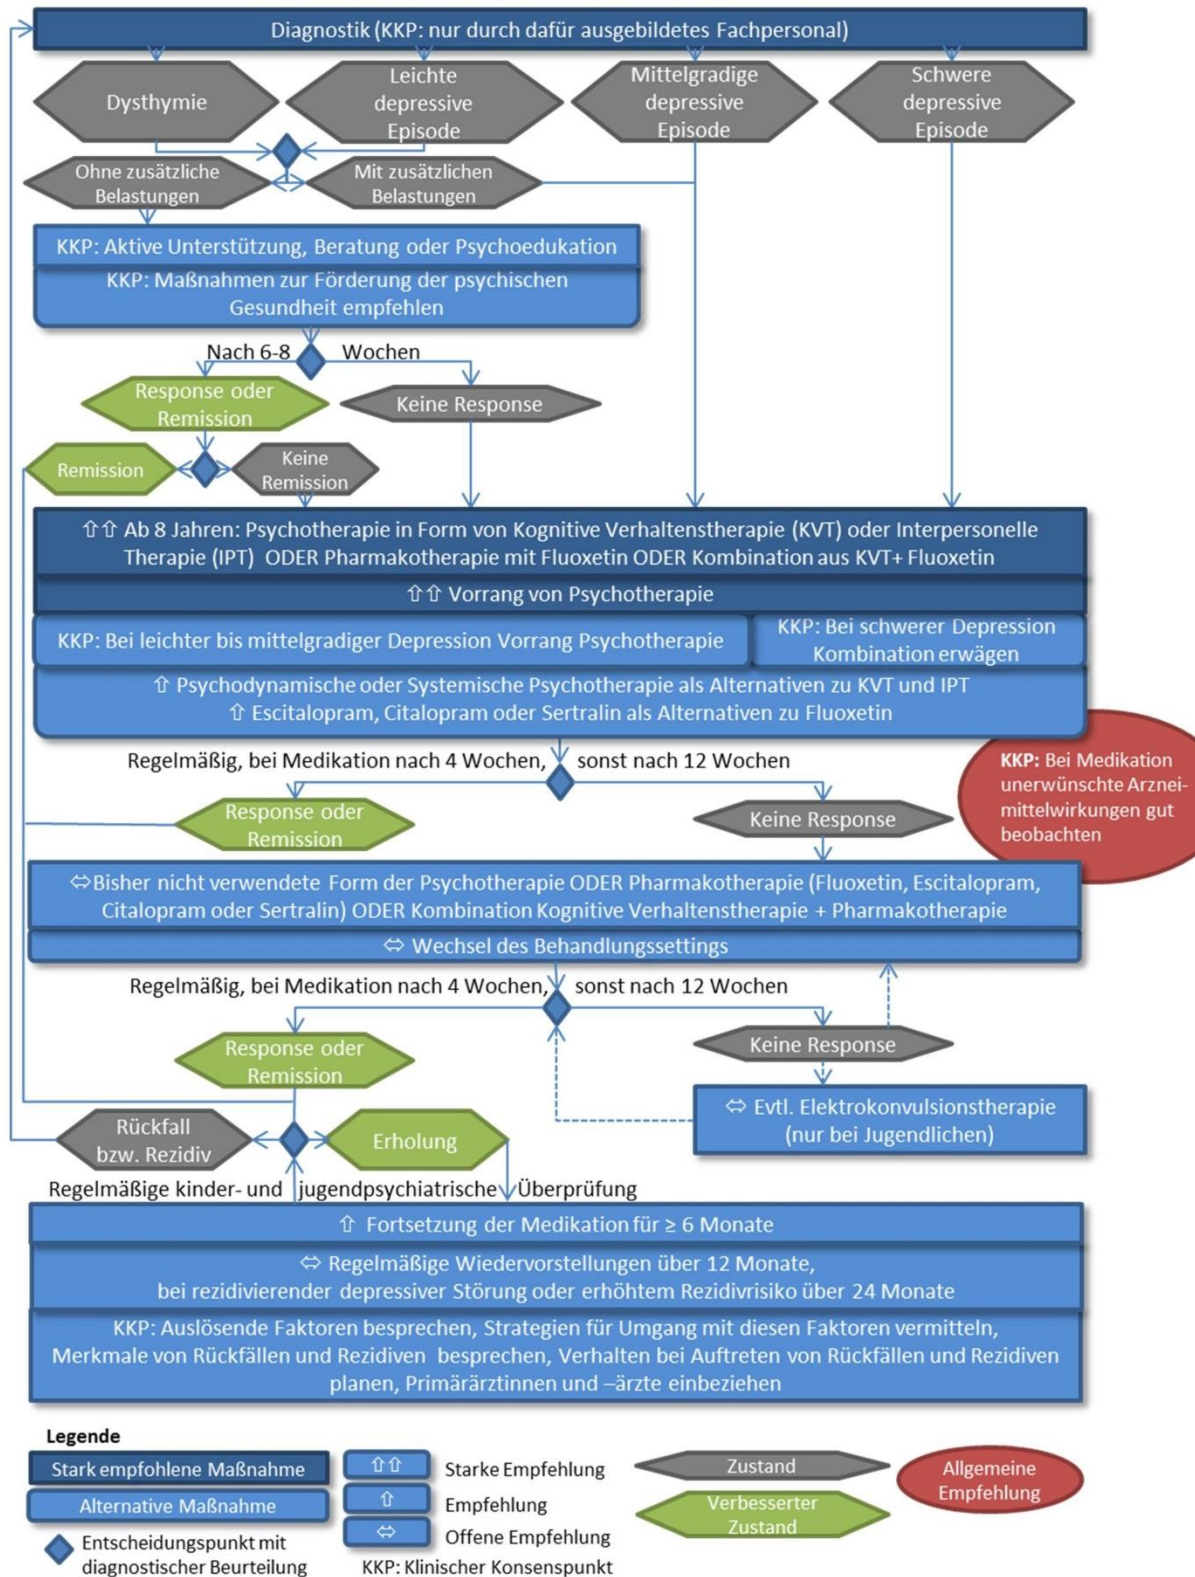 Diagnostik (KKP: nur durch dafür ausgebildetes Fachpersonal)
Dysthymie
Leichte
depressive
Episode
Mittelgradige
depressive
Episode
Schwere
depressive
Episode
Ohne zusätzliche
Belastungen
Mit zusätzlichen
Belastungen
KKP: Aktive Unterstützung, Beratung oder Psychoedukation
KKP: Maßnahmen zur Förderung der psychischen
Gesundheit empfehlen
Nach 6-8 Wochen
Response oder
Remission
Keine Response
Remission
Keine
Remission
⇧⇧ Ab 8 Jahren: Psychotherapie in Form von Kognitive Verhaltenstherapie (KVT) oder Interpersonelle
Therapie (IPT) ODER Pharmakotherapie mit Fluoxetin ODER Kombination aus KVT+ Fluoxetin
⇧⇧ Vorrang von Psychotherapie
KKP: Bei leichter bis mittelgradiger Depression Vorrang Psychotherapie
KKP: Bei schwerer Depression
Kombination erwägen
⇧ Psychodynamische oder Systemische Psychotherapie als Alternativen zu KVT und IPT
⇧ Escitalopram, Citalopram oder Sertralin als Alternativen zu Fluoxetin
Regelmäßig, bei Medikation nach 4 Wochen, sonst nach 12 Wochen
KKP: Bei Medikation
unerwünschte Arznei-
mittelwirkungen gut
beobachten
Response oder
Remission
Keine Response
⬄Bisher nicht verwendete Form der Psychotherapie ODER Pharmakotherapie (Fluoxetin, Escitalopram,
Citalopram oder Sertralin) ODER Kombination Kognitive Verhaltenstherapie + Pharmakotherapie
⬄ Wechsel des Behandlungssettings
Regelmäßig, bei Medikation nach 4 Wochen, sonst nach 12 Wochen
Response oder
Remission
Keine Response
⬄ Evtl. Elektrokonvulsionstherapie
(nur bei Jugendlichen)
Rückfall
bzw. Rezidiv
Erholung
Regelmäßige kinder- und jugendpsychiatrische Überprüfung
⇧ Fortsetzung der Medikation für ≥ 6 Monate
⬄ Regelmäßige Wiedervorstellungen über 12 Monate,
bei rezidivierender depressiver Störung oder erhöhtem Rezidivrisiko über 24 Monate
KKP: Auslösende Faktoren besprechen, Strategien für Umgang mit diesen Faktoren vermitteln,
Merkmale von Rückfällen und Rezidiven besprechen, Verhalten bei Auftreten von Rückfällen und Rezidiven
planen, Primärärztinnen und –ärzte einbeziehen
Legende
Stark empfohlene Maßnahme
Alternative Maßnahme
Entscheidungspunkt mit
diagnostischer Beurteilung
⇧⇧ Starke Empfehlung
⇧ Empfehlung
⬄ Offene Empfehlung
KKP: Klinischer Konsenspunkt
Zustand
Verbesserter
Zustand
Allgemeine
Empfehlung